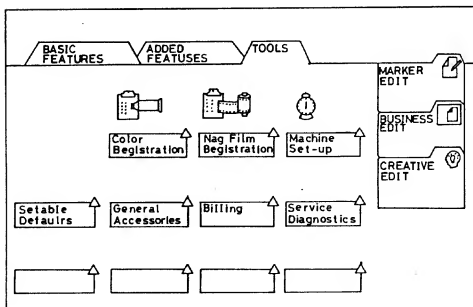 BASIC
FEATURES
ADDED
FEATUSES
TOOLS
MARKER
EDIT
BUSINESS
EDIT
CREATIVE
EDIT
Color
Begistration
Nag Film
Begistration
Machine
Set-up
Setable
Detauirs
General
Accessories
Billing
Service
Diagnostics